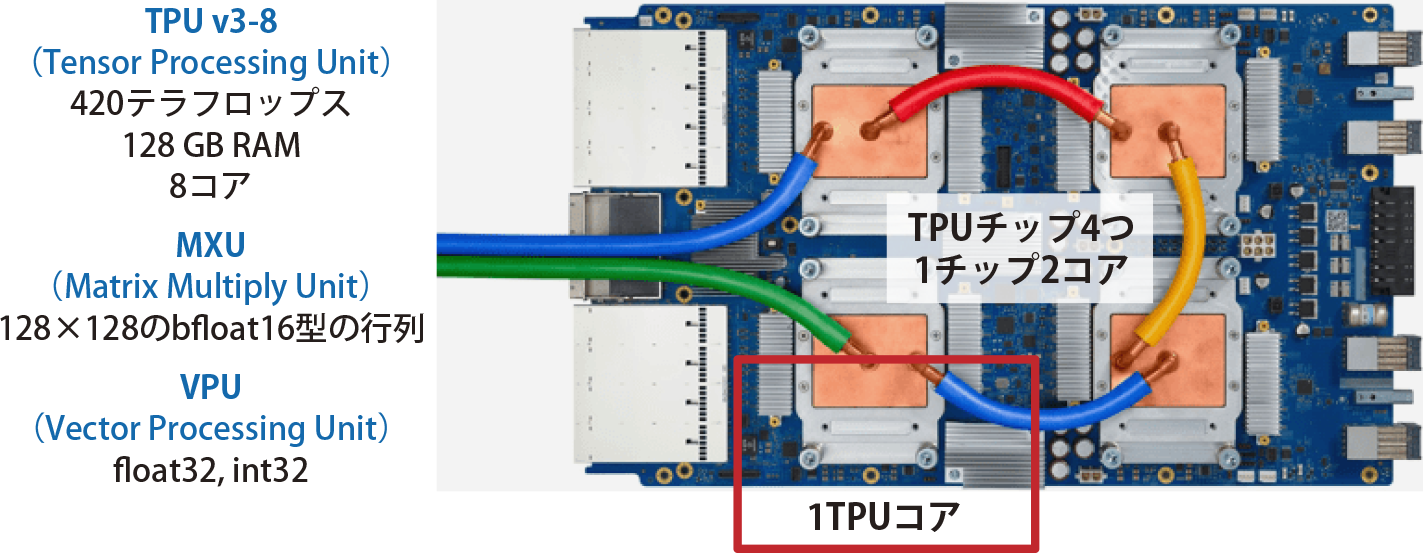 TPU v3-8
（Tensor Processing Unit）
420テラフロップス
128 GB RAM
8コア
MXU
（Matrix Multiply Unit）
128×128のbfloat16型の行列
VPU
（Vector Processing Unit）
float32, int32
TPUチップ4つ
1チップ2コア
1TPUコア